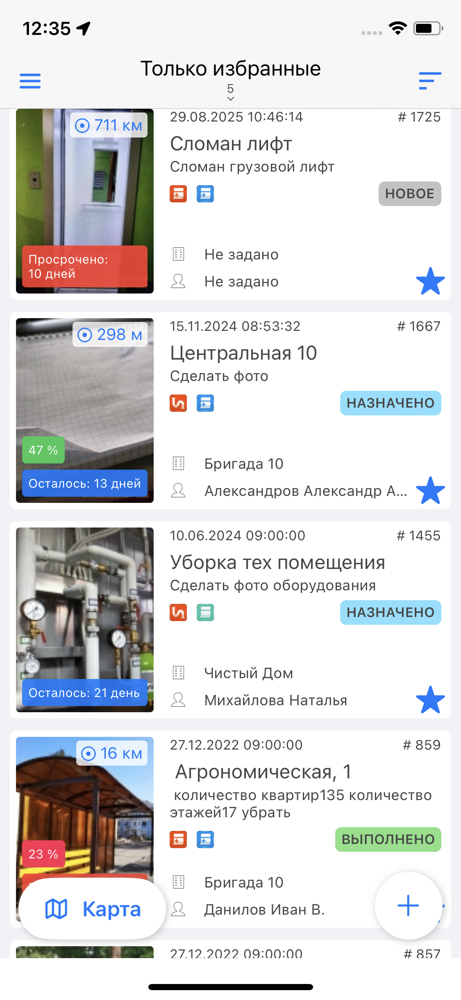 12:35
Только избранные
5
711 км
29.08.2025 10:46:14
# 1725
Сломан лифт
Сломан грузовой лифт
НОВОЕ
Просрочено:
10 дней
Не задано
Не задано
298 м
15.11.2024 08:53:32
# 1667
Центральная 10
Сделать фото
НАЗНАЧЕНО
47 %
Осталось: 13 дней
Бригада 10
Александров Александр А...
10.06.2024 09:00:00
# 1455
Уборка тех помещения
Сделать фото оборудования
НАЗНАЧЕНО
Осталось: 21 день
Чистый Дом
Михайлова Наталья
16 км
27.12.2022 09:00:00
# 859
Агрономическая, 1
количество квартир135 количество
этажей17 убрать
ВЫПОЛНЕНО
23 %
Бригада 10
Данилов Иван В.
Карта
27.12.2022 09:00:00
# 857